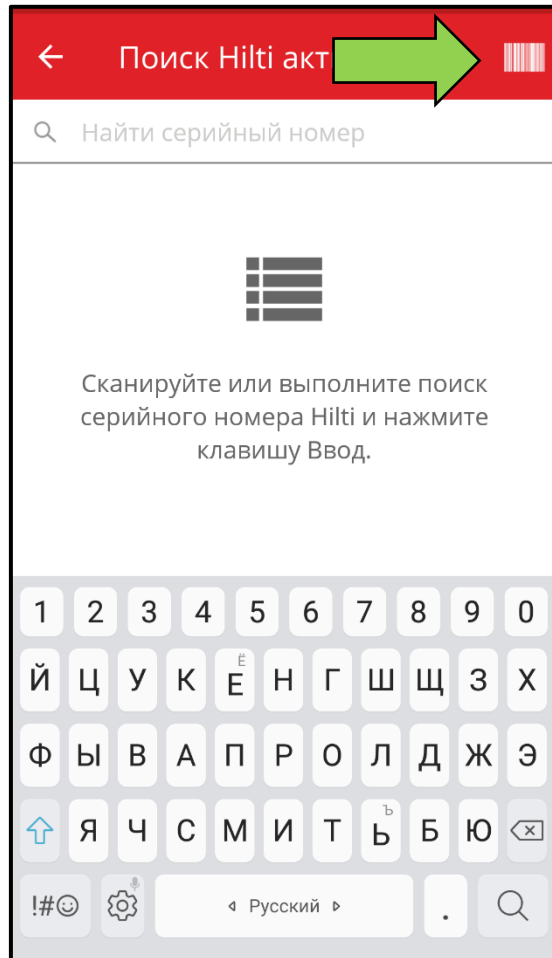 Поиск Hilti акт
Найти серийный номер
Сканируйте или выполните поиск
серийного номера Hilti и нажмите
клавишу Ввод.
1 2 3 4 5 6 7 8 9 0
Й Ц У К Е Ё Н Г Ш Щ З Х
Ф Ы В А П Р О Л Д Ж Э
Я Ч С М И Т Ь Ъ Б Ю
!#☺ Русский .